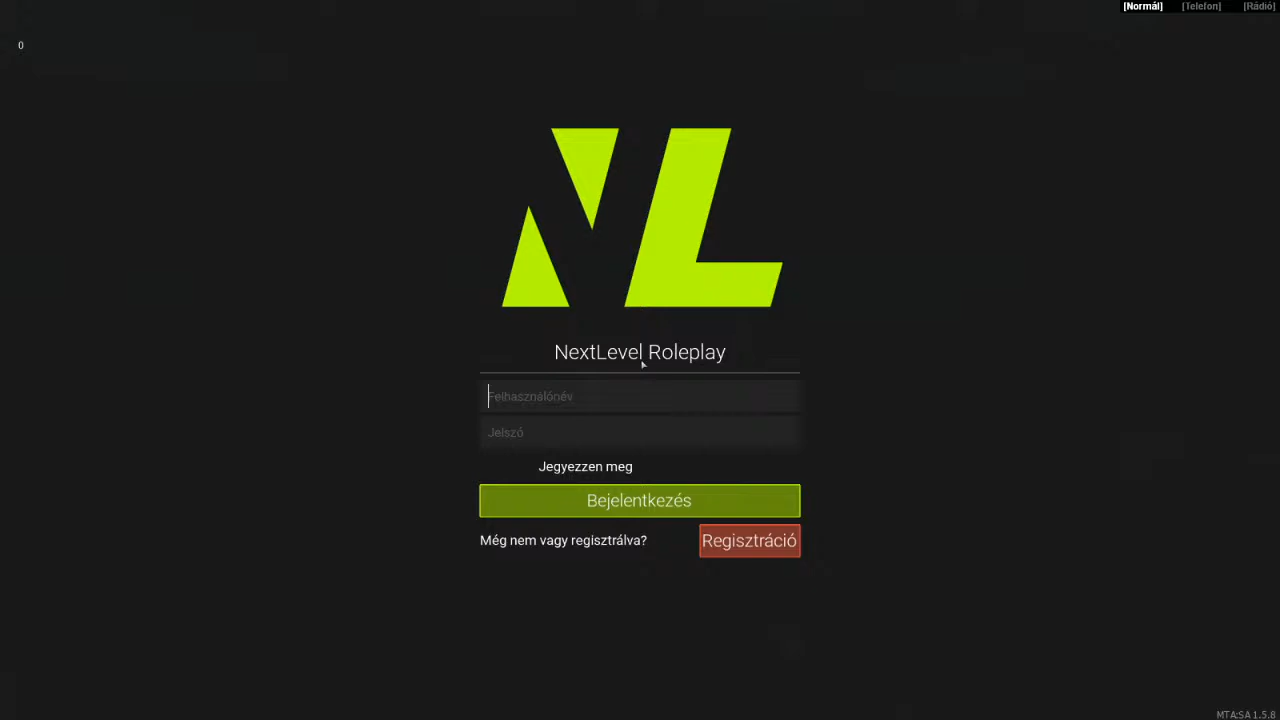 [Normál] [Telefon] [Rádió]
0
NL
NextLevel Roleplay
Felhasználónév
Jelszó
Jegyezzen meg
Bejelentkezés
Még nem vagy regisztrálva? Regisztráció
MTA:SA 1.5.8